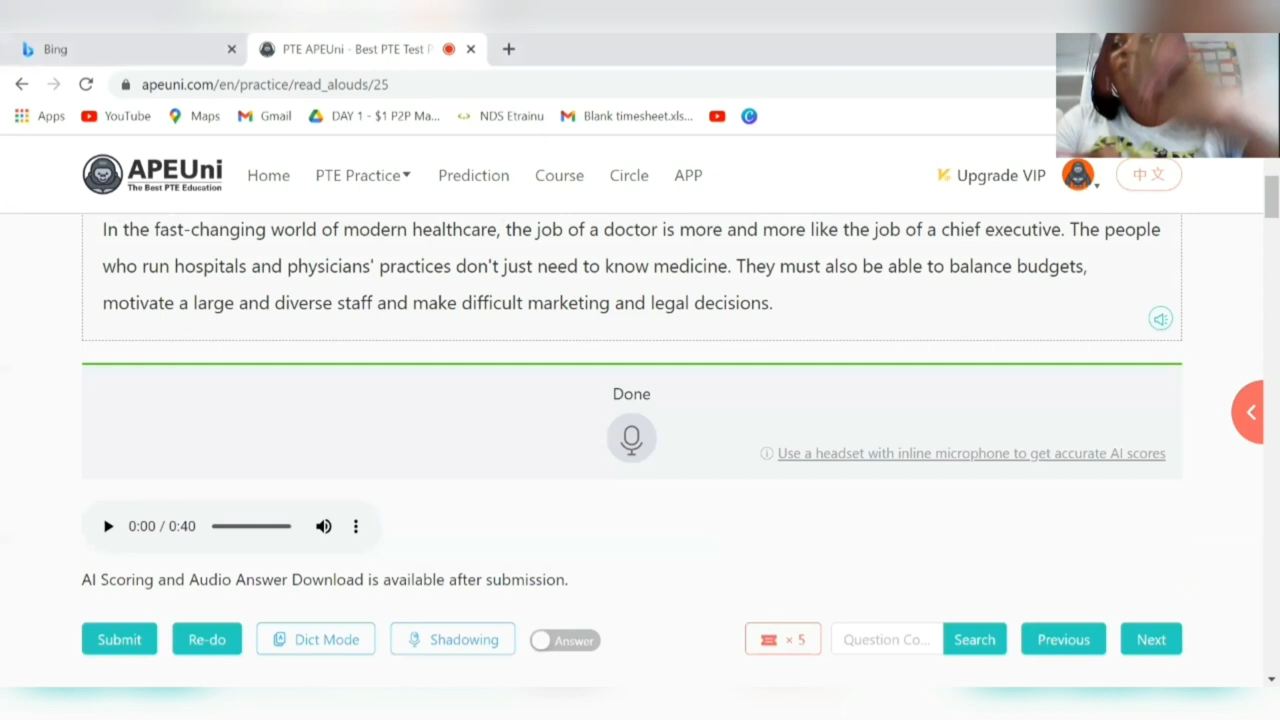 Bing
PTE APEUni - Best PTE Test P
apeuni.com/en/practice/read_alouds/25
Apps YouTube Maps Gmail DAY 1 - $1 P2P Ma... NDS Etrainu Blank timesheet.xls...
APEUni
The Best PTE Education
Home PTE Practice Prediction Course Circle APP Upgrade VIP 中文
In the fast-changing world of modern healthcare, the job of a doctor is more and more like the job of a chief executive. The people
who run hospitals and physicians' practices don't just need to know medicine. They must also be able to balance budgets,
motivate a large and diverse staff and make difficult marketing and legal decisions.
Done
Use a headset with inline microphone to get accurate AI scores
0:00 / 0:40
AI Scoring and Audio Answer Download is available after submission.
Submit Re-do Dict Mode Shadowing Answer × 5 Question Co... Search Previous Next